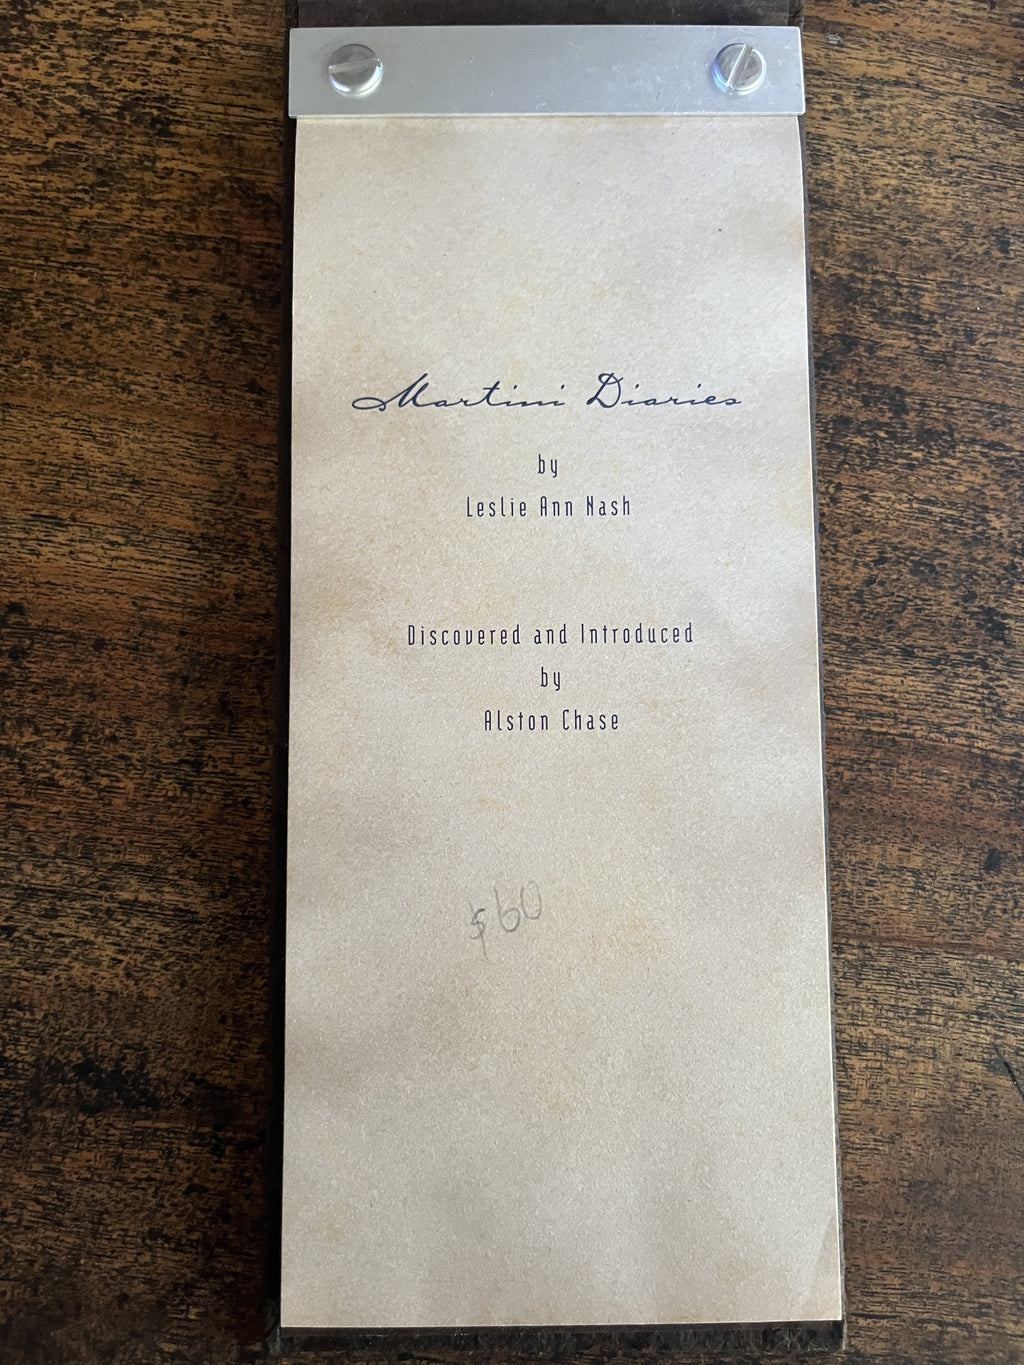 Martini Diaries
by
Leslie Ann Nash
Discovered and Introduced
by
Alston Chase
$60